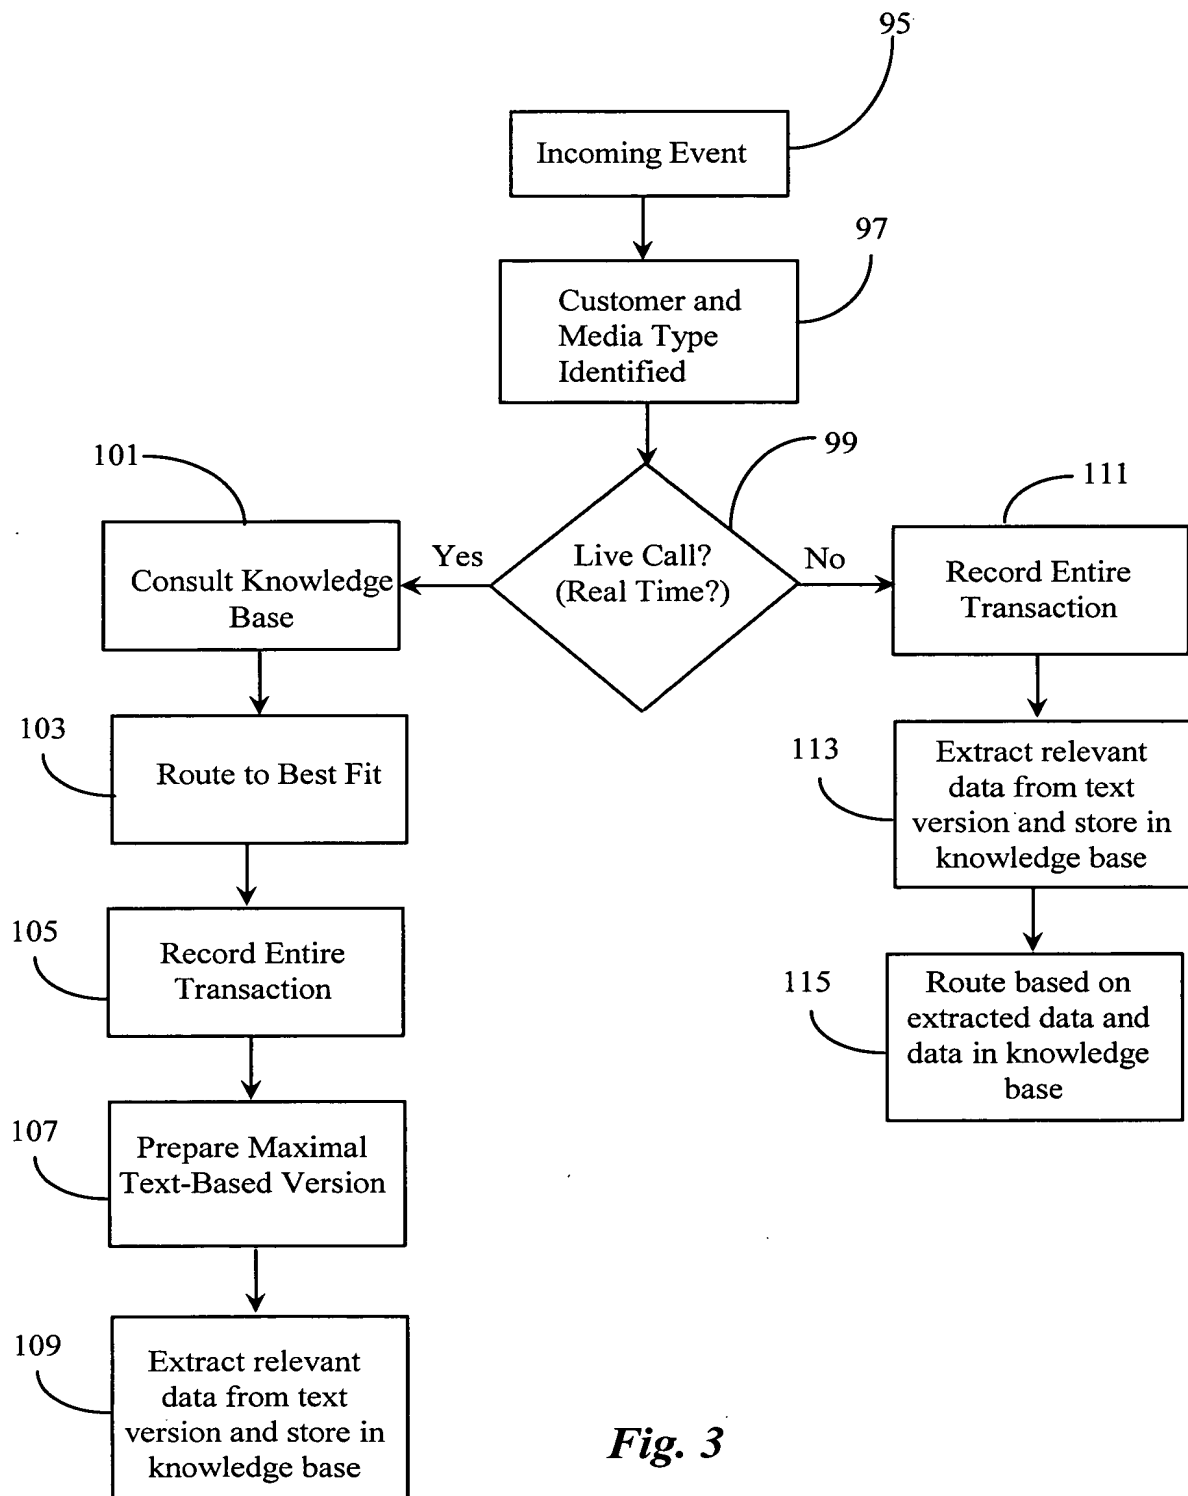 95
Incoming Event
97
Customer and
Media Type
Identified
99
Live Call?
(Real Time?)
Yes
No
101
Consult Knowledge
Base
103
Route to Best Fit
105
Record Entire
Transaction
107
Prepare Maximal
Text-Based Version
109
Extract relevant
data from text
version and store in
knowledge base
111
Record Entire
Transaction
113
Extract relevant
data from text
version and store in
knowledge base
115
Route based on
extracted data and
data in knowledge
base
Fig. 3